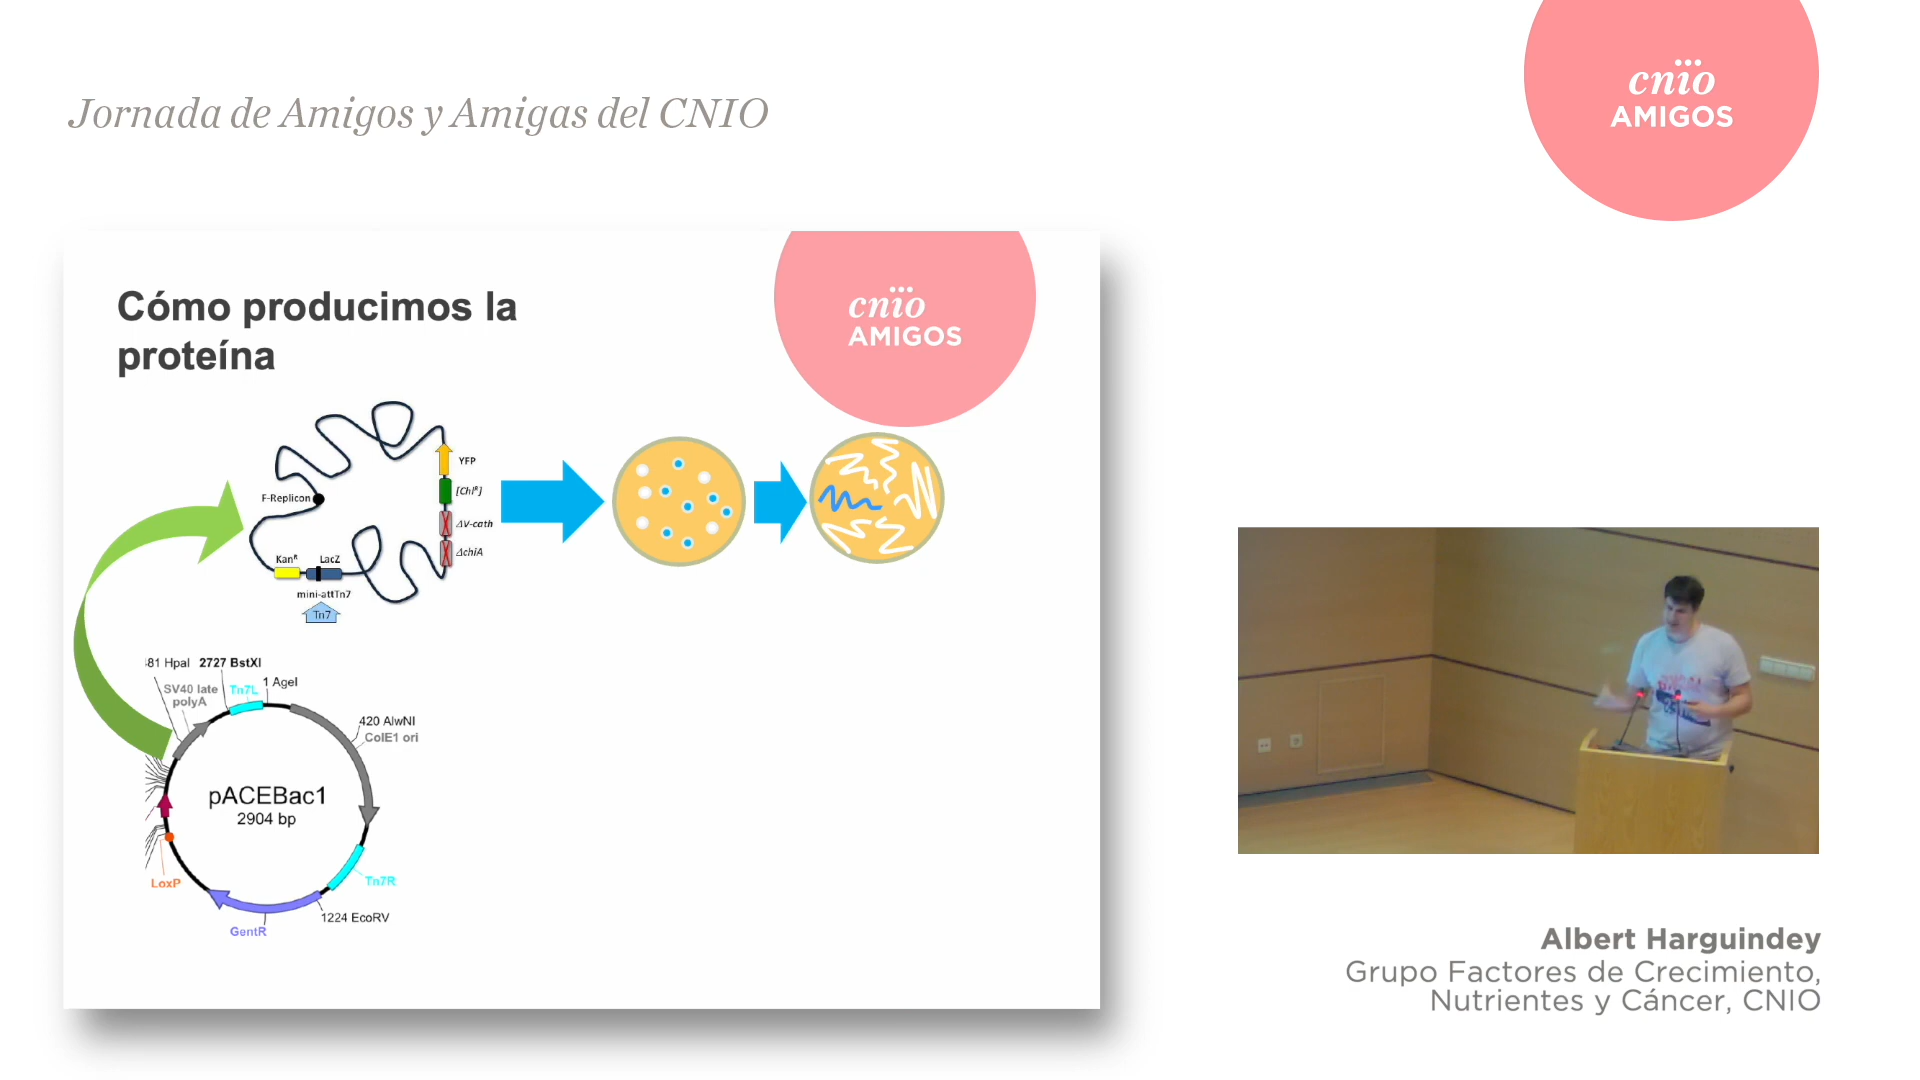 Jornada de Amigos y Amigas del CNIO
cnio
AMIGOS
Cómo producimos la
proteína
cnio
AMIGOS
YFP
[Chlᴿ]
F-Replicon
ΔV-cath
ΔchiA
Kanᴿ LacZ
mini-attTn7
Tn7
81 HpaI 2727 BstXI
1 AgeI
SV40 late
polyA
Tn7L
420 AlwNI
ColE1 ori
pACEBac1
2904 bp
LoxP
Tn7R
1224 EcoRV
GentR
Albert Harguindey
Grupo Factores de Crecimiento,
Nutrientes y Cáncer, CNIO